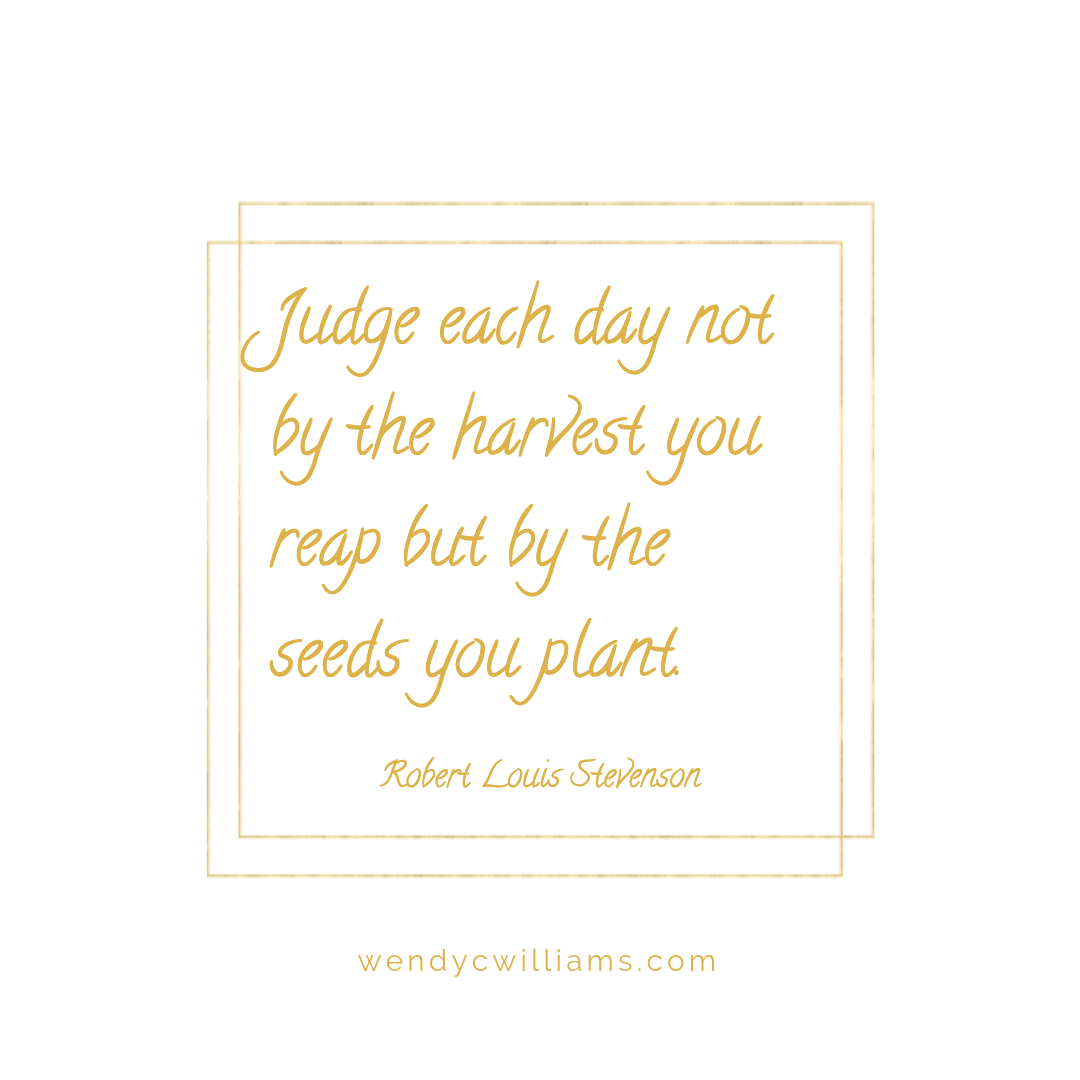 Judge each day not
by the harvest you
reap but by the
seeds you plant.
Robert Louis Stevenson
wendycwilliams.com